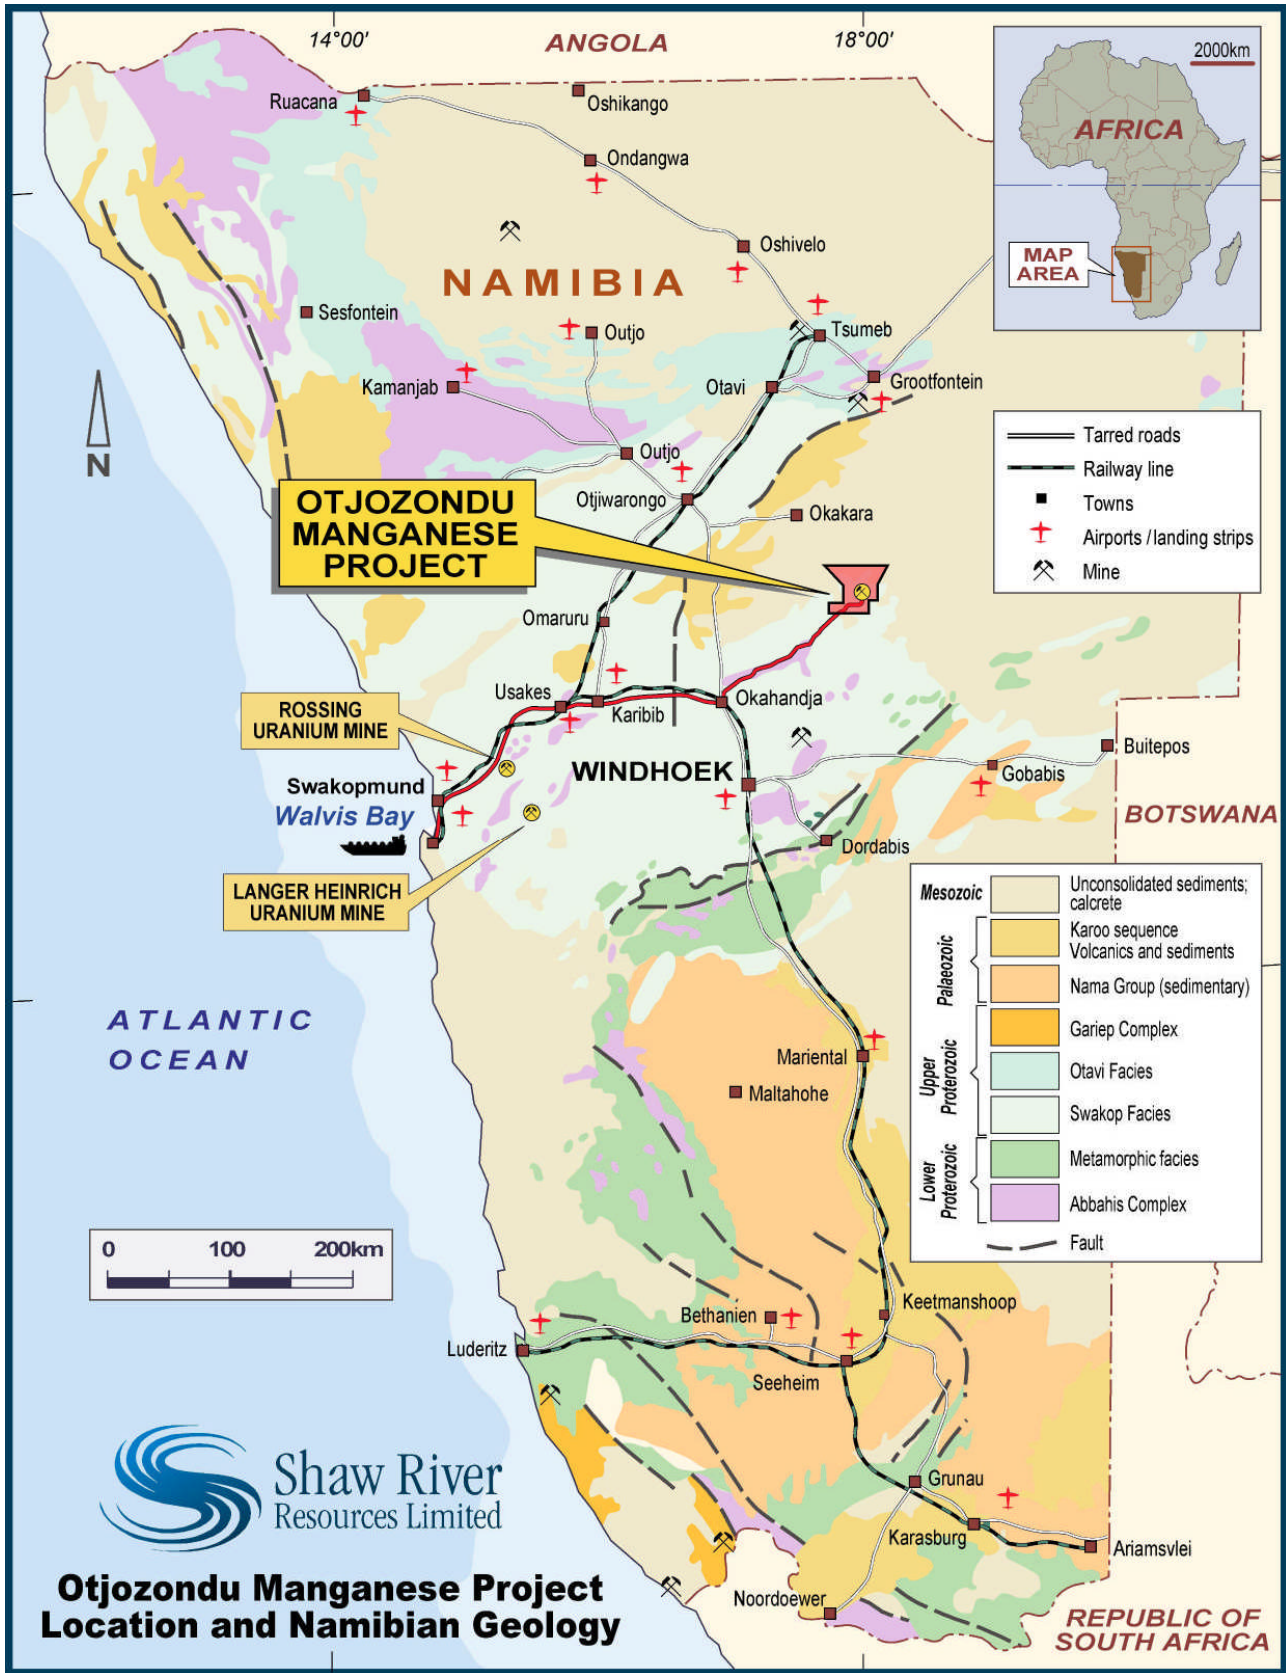 14°00'
18°00'
ANGOLA
2000km
AFRICA
MAP
AREA
Ruacana
Oshikango
Ondangwa
Oshivelo
NAMIBIA
Sesfontein
Outjo
Tsumeb
Kamanjab
Otavi
Grootfontein
N
Outjo
Otjiwarongo
Okakara
Tarred roads
Railway line
Towns
Airports / landing strips
Mine
OTJOZONDU
MANGANESE
PROJECT
Omaruru
Usakes
Karibib
Okahandja
ROSSING
URANIUM MINE
Swakopmund
Walvis Bay
WINDHOEK
Buitepos
Gobabis
BOTSWANA
Dordabis
LANGER HEINRICH
URANIUM MINE
Mesozoic
Unconsolidated sediments;
calcrete
Palaeozoic
Karoo sequence
Volcanics and sediments
Nama Group (sedimentary)
Upper
Proterozoic
Gariep Complex
Otavi Facies
Swakop Facies
Lower
Proterozoic
Metamorphic facies
Abbahis Complex
Fault
ATLANTIC
OCEAN
Mariental
Maltahohe
0 100 200km
Bethanien
Keetmanshoop
Luderitz
Seeheim
Grunau
Karasburg
Ariamsvlei
Noordoewer
Shaw River
Resources Limited
Otjozondu Manganese Project
Location and Namibian Geology
REPUBLIC OF
SOUTH AFRICA